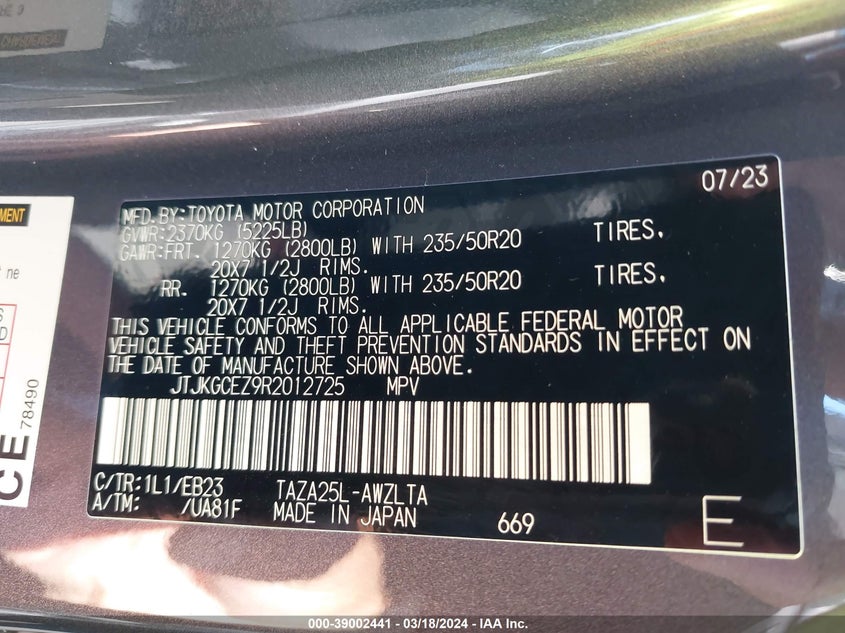 MENT
ne
S
D
CE
78490
07/23
MFD.BY:TOYOTA MOTOR CORPORATION
GVWR:2370KG (5225LB)
GAWR:FRT. 1270KG (2800LB) WITH 235/50R20 TIRES,
20X7 1/2J RIMS.
RR. 1270KG (2800LB) WITH 235/50R20 TIRES,
20X7 1/2J RIMS.
THIS VEHICLE CONFORMS TO ALL APPLICABLE FEDERAL MOTOR
VEHICLE SAFETY AND THEFT PREVENTION STANDARDS IN EFFECT ON
THE DATE OF MANUFACTURE SHOWN ABOVE.
JTJKGCEZ9R2012725 MPV
C/TR:1L1/EB23 TAZA25L-AWZLTA
A/TM: /UA81F MADE IN JAPAN 669 E
000-39002441 - 03/18/2024 - IAA Inc.